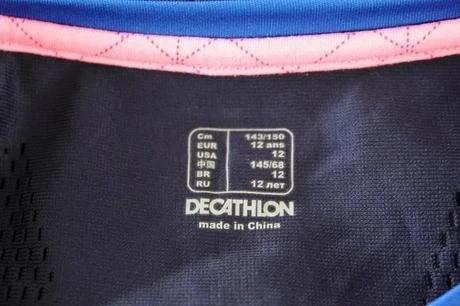 Cm 143/150
EUR 12 ans
USA 12
中国 145/68
BR 12
RU 12 лет
DECATHLON
made in China